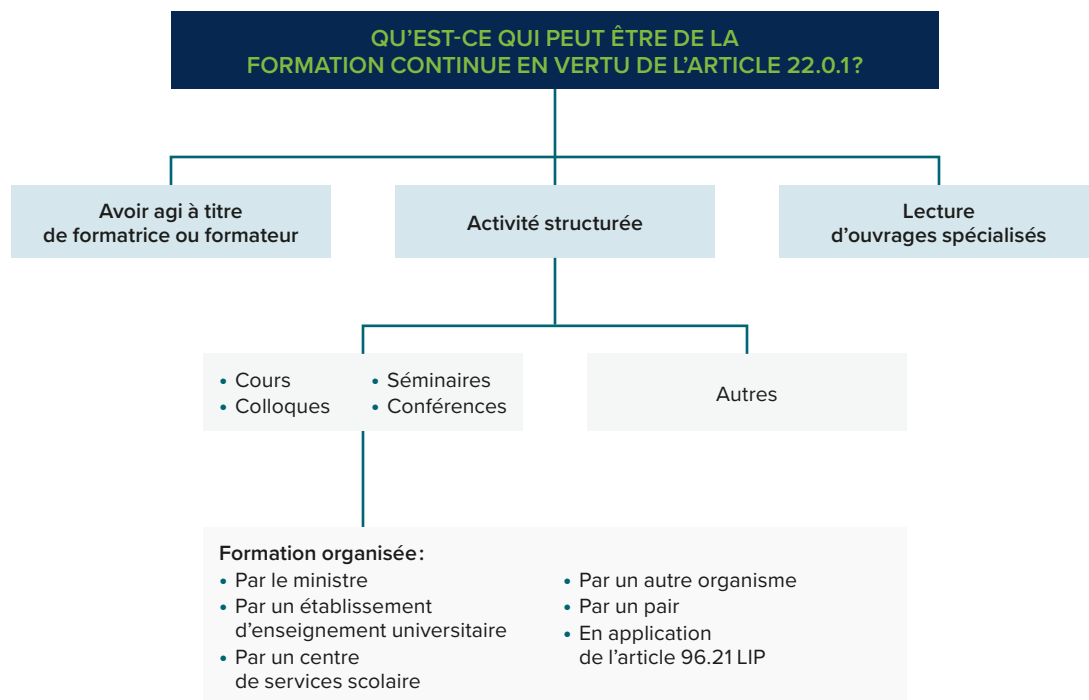 QU'EST-CE QUI PEUT ÊTRE DE LA
FORMATION CONTINUE EN VERTU DE L'ARTICLE 22.0.1?
Avoir agi à titre
de formatrice ou formateur
Activité structurée
Lecture
d'ouvrages spécialisés
• Cours
• Colloques
• Séminaires
• Conférences
Autres
Formation organisée :
• Par le ministre
• Par un établissement
d'enseignement universitaire
• Par un centre
de services scolaire
• Par un autre organisme
• Par un pair
• En application
de l'article 96.21 LIP